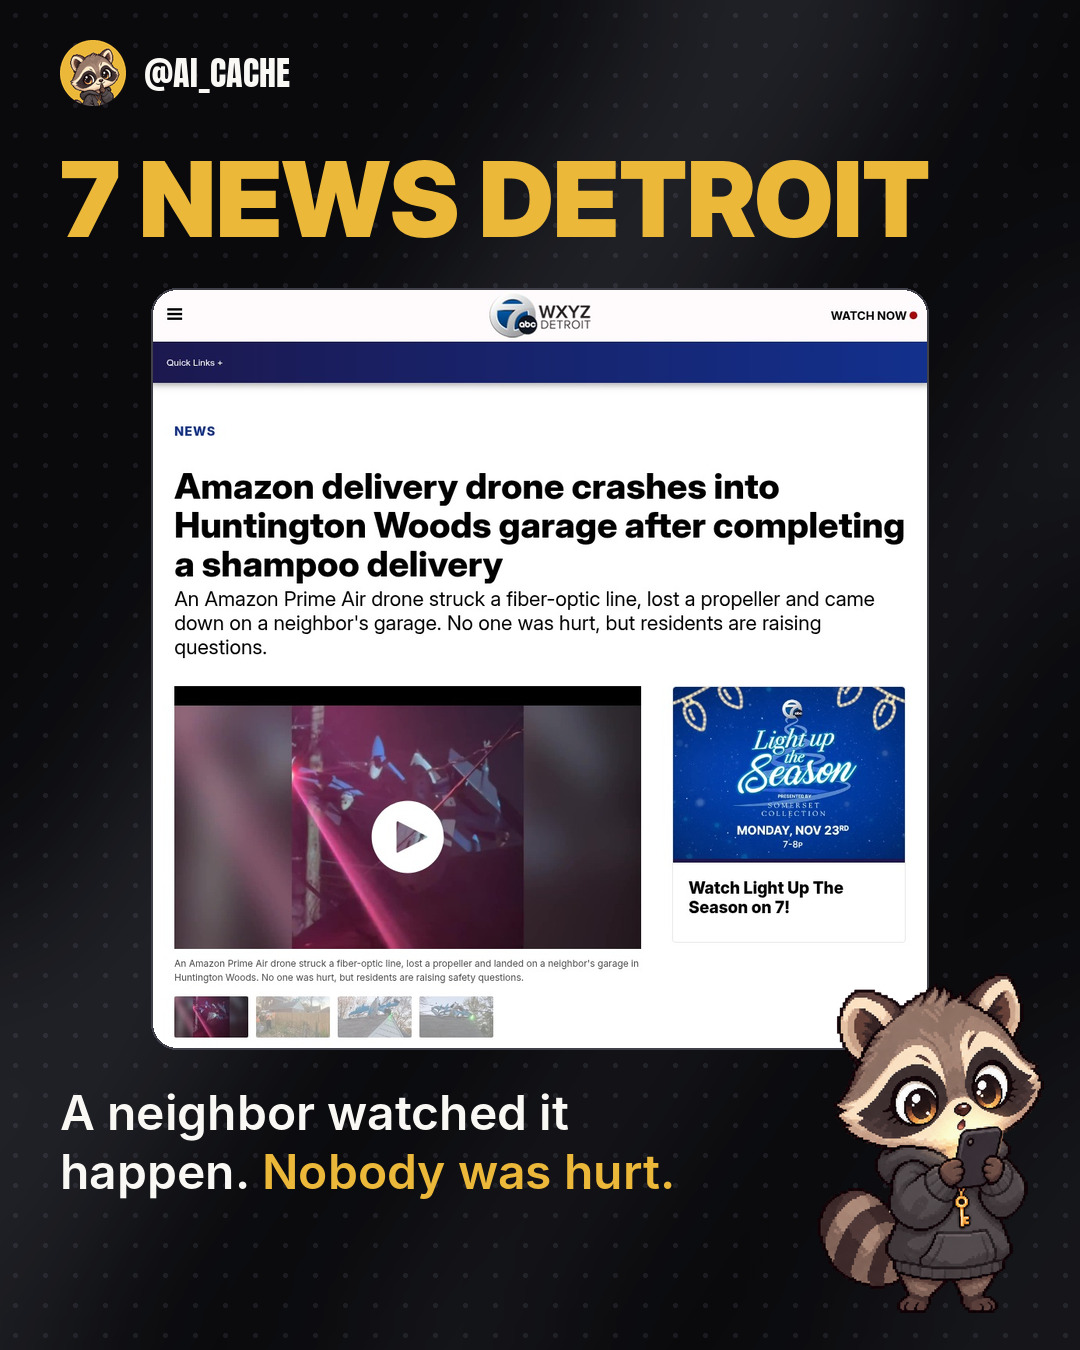 @AI_CACHE
7 NEWS DETROIT
7
abc
WXYZ
DETROIT
WATCH NOW
Quick Links +
NEWS
Amazon delivery drone crashes into
Huntington Woods garage after completing
a shampoo delivery
An Amazon Prime Air drone struck a fiber-optic line, lost a propeller and came
down on a neighbor's garage. No one was hurt, but residents are raising
questions.
7
abc
Light up
the
Season
PRESENTED BY
SOMERSET
COLLECTION
MONDAY, NOV 23RD
7-8P
Watch Light Up The
Season on 7!
An Amazon Prime Air drone struck a fiber-optic line, lost a propeller and landed on a neighbor's garage in
Huntington Woods. No one was hurt, but residents are raising safety questions.
A neighbor watched it
happen. Nobody was hurt.